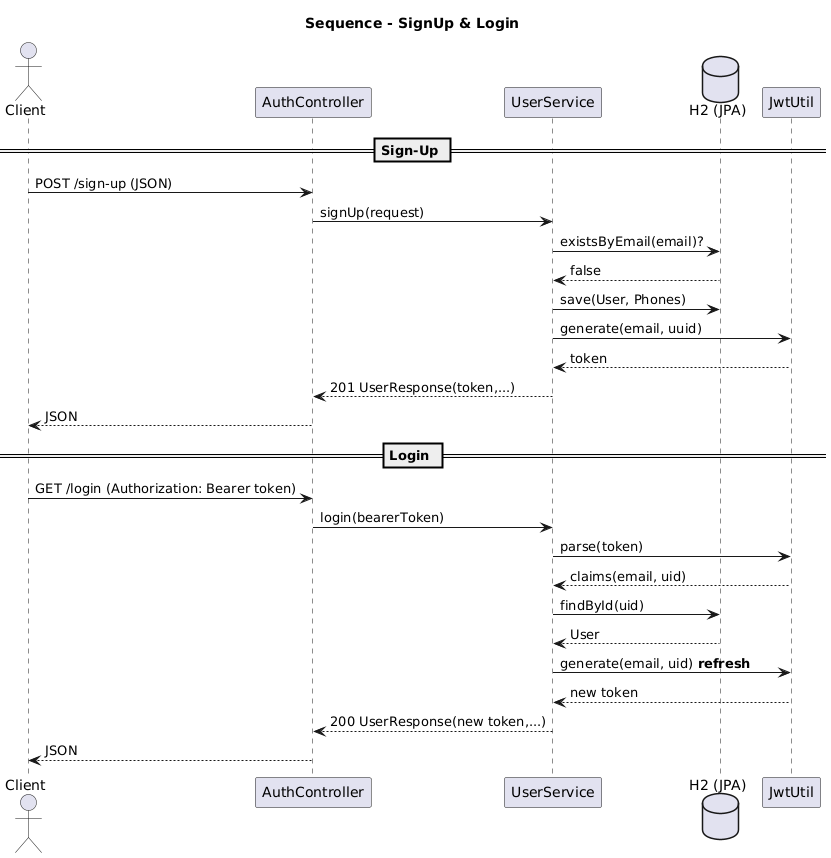 Sequence - SignUp & Login
Client
AuthController
UserService
H2 (JPA)
JwtUtil
Sign-Up
POST /sign-up (JSON)
signUp(request)
existsByEmail(email)?
false
save(User, Phones)
generate(email, uuid)
token
201 UserResponse(token,...)
JSON
Login
GET /login (Authorization: Bearer token)
login(bearerToken)
parse(token)
claims(email, uid)
findById(uid)
User
generate(email, uid) refresh
new token
200 UserResponse(new token,...)
JSON
Client
AuthController
UserService
H2 (JPA)
JwtUtil